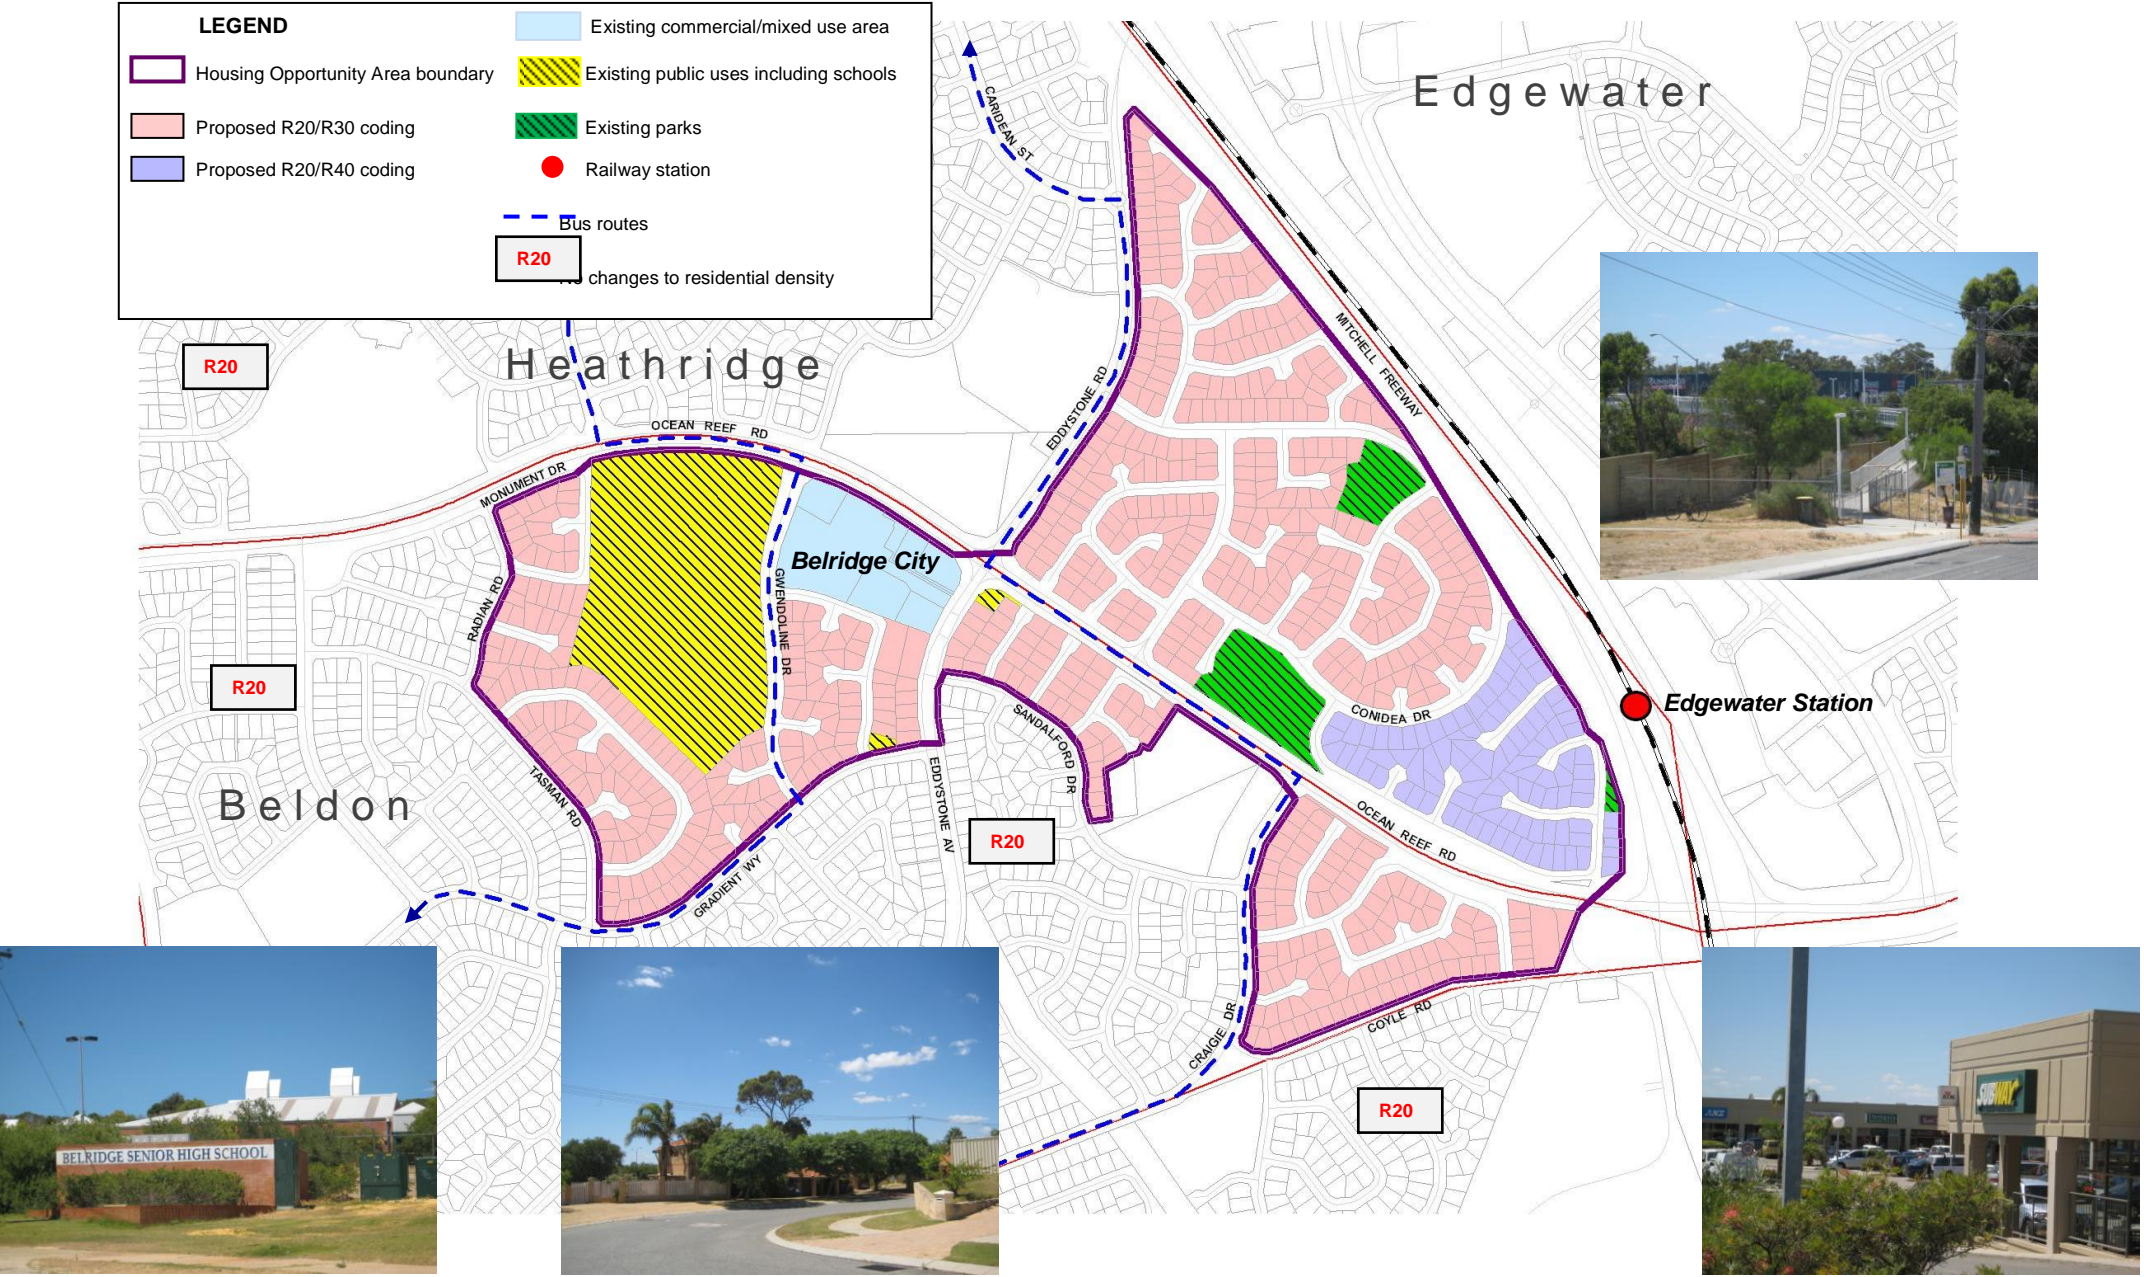 LEGEND
Existing commercial/mixed use area
Housing Opportunity Area boundary
Existing public uses including schools
Proposed R20/R30 coding
Existing parks
Proposed R20/R40 coding
Railway station
Bus routes
R20
changes to residential density
Edgewater
CARIDEAN ST
R20
Heathridge
MITCHELL FREEWAY
EDDYSTONE RD
OCEAN REEF RD
MONUMENT DR
Belridge City
GWENDOLINE DR
RADIAN RD
R20
Edgewater Station
CONIDEA DR
SANDALFORD DR
TASMAN RD
Beldon
EDDYSTONE AV
R20
OCEAN REEF RD
GRADIENT WY
CRAIGIE DR
COYLE RD
R20
BELRIDGE SENIOR HIGH SCHOOL
SUBWAY